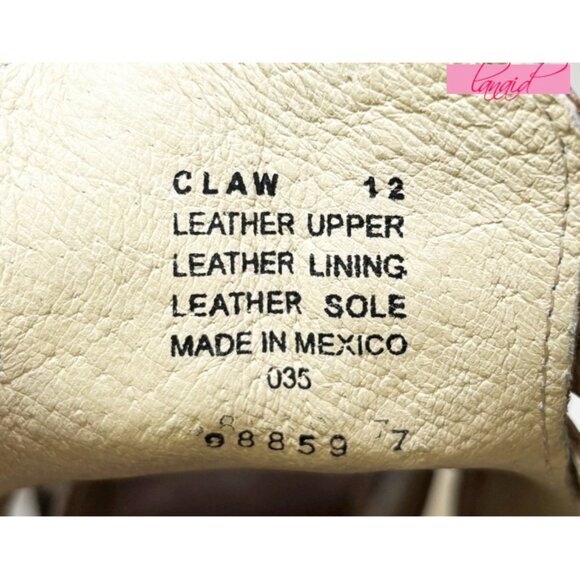 lanaid
CLAW 12
LEATHER UPPER
LEATHER LINING
LEATHER SOLE
MADE IN MEXICO
035
98859 7